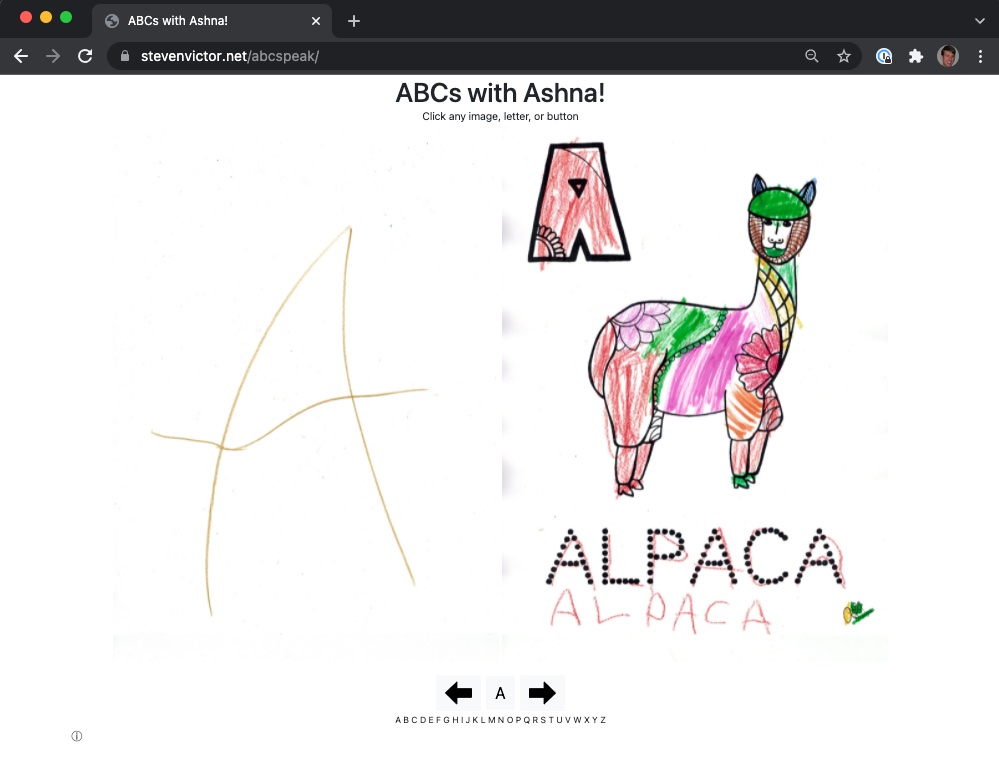 ABCs with Ashna!
stevenvictor.net/abcspeak/
ABCs with Ashna!
Click any image, letter, or button
A
A
ALPACA
ALPACA
A
A B C D E F G H I J K L M N O P Q R S T U V W X Y Z